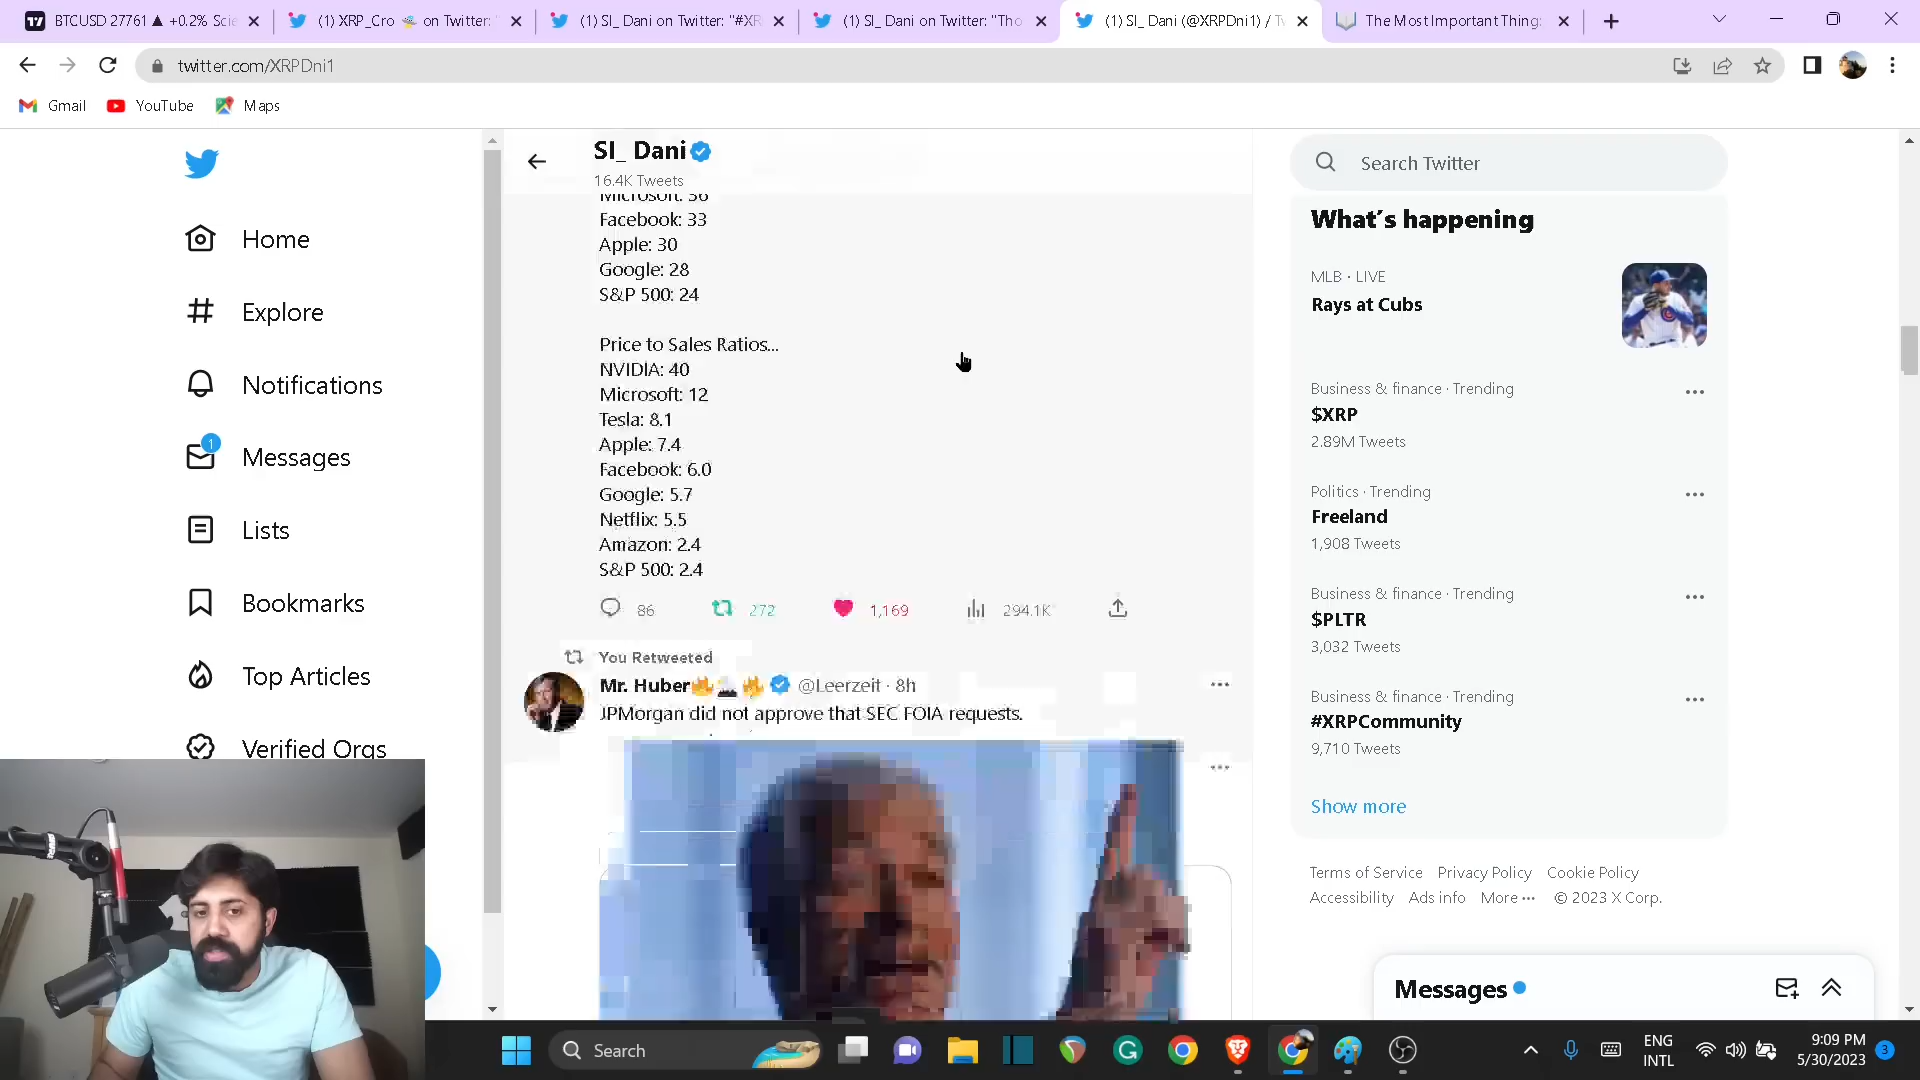 BTCUSD 27761 ▲ +0.2% Scie
(1) XRP_Cro on Twitter: "
(1) SI_ Dani on Twitter: "#XR
(1) SI_ Dani on Twitter: "Tho
(1) SI_ Dani (@XRPDni1) / Tw
The Most Important Thing:
twitter.com/XRPDni1
Gmail
YouTube
Maps
Home
Explore
Notifications
1
Messages
Lists
Bookmarks
Top Articles
Verified Orgs
SI_ Dani
16.4K Tweets
Microsoft: 36
Facebook: 33
Apple: 30
Google: 28
S&P 500: 24
Price to Sales Ratios...
NVIDIA: 40
Microsoft: 12
Tesla: 8.1
Apple: 7.4
Facebook: 6.0
Google: 5.7
Netflix: 5.5
Amazon: 2.4
S&P 500: 2.4
86 272 1,169 294.1K
You Retweeted
Mr. Huber🔥 🔥 @Leerzeit · 8h
JPMorgan did not approve that SEC FOIA requests.
Search Twitter
What's happening
MLB · LIVE
Rays at Cubs
Business & finance · Trending
$XRP
2.89M Tweets
Politics · Trending
Freeland
1,908 Tweets
Business & finance · Trending
$PLTR
3,032 Tweets
Business & finance · Trending
#XRPCommunity
9,710 Tweets
Show more
Terms of Service Privacy Policy Cookie Policy
Accessibility Ads info More ··· © 2023 X Corp.
Messages
Search
ENG
INTL
9:09 PM
5/30/2023
3